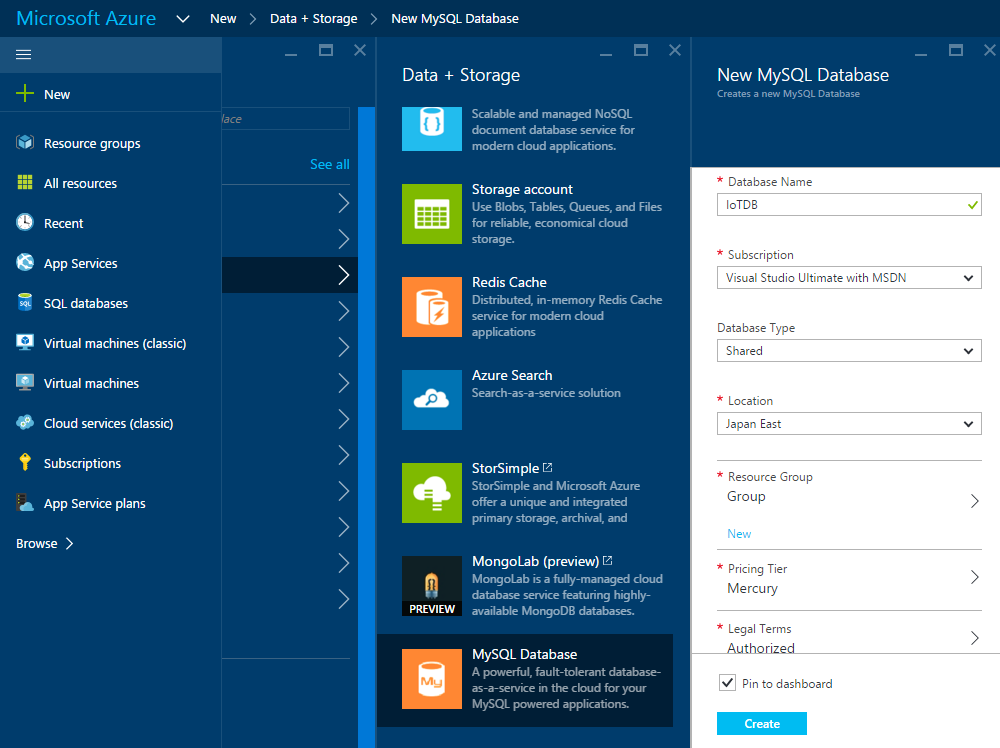 Microsoft Azure
New
Data + Storage
New MySQL Database
New
Resource groups
All resources
Recent
App Services
SQL databases
Virtual machines (classic)
Virtual machines
Cloud services (classic)
Subscriptions
App Service plans
Browse
lace
See all
Data + Storage
Scalable and managed NoSQL
document database service for
modern cloud applications.
Storage account
Use Blobs, Tables, Queues, and Files
for reliable, economical cloud
storage.
Redis Cache
Distributed, in-memory Redis Cache
service for modern cloud
applications
Azure Search
Search-as-a-service solution
StorSimple
StorSimple and Microsoft Azure
offer a unique and integrated
primary storage, archival, and
PREVIEW
MongoLab (preview)
MongoLab is a fully-managed cloud
database service featuring highly-
available MongoDB databases.
My
MySQL Database
A powerful, fault-tolerant database-
as-a-service in the cloud for your
MySQL powered applications.
New MySQL Database
Creates a new MySQL Database
* Database Name
IoTDB
* Subscription
Visual Studio Ultimate with MSDN
Database Type
Shared
* Location
Japan East
* Resource Group
Group
New
* Pricing Tier
Mercury
* Legal Terms
Authorized
Pin to dashboard
Create